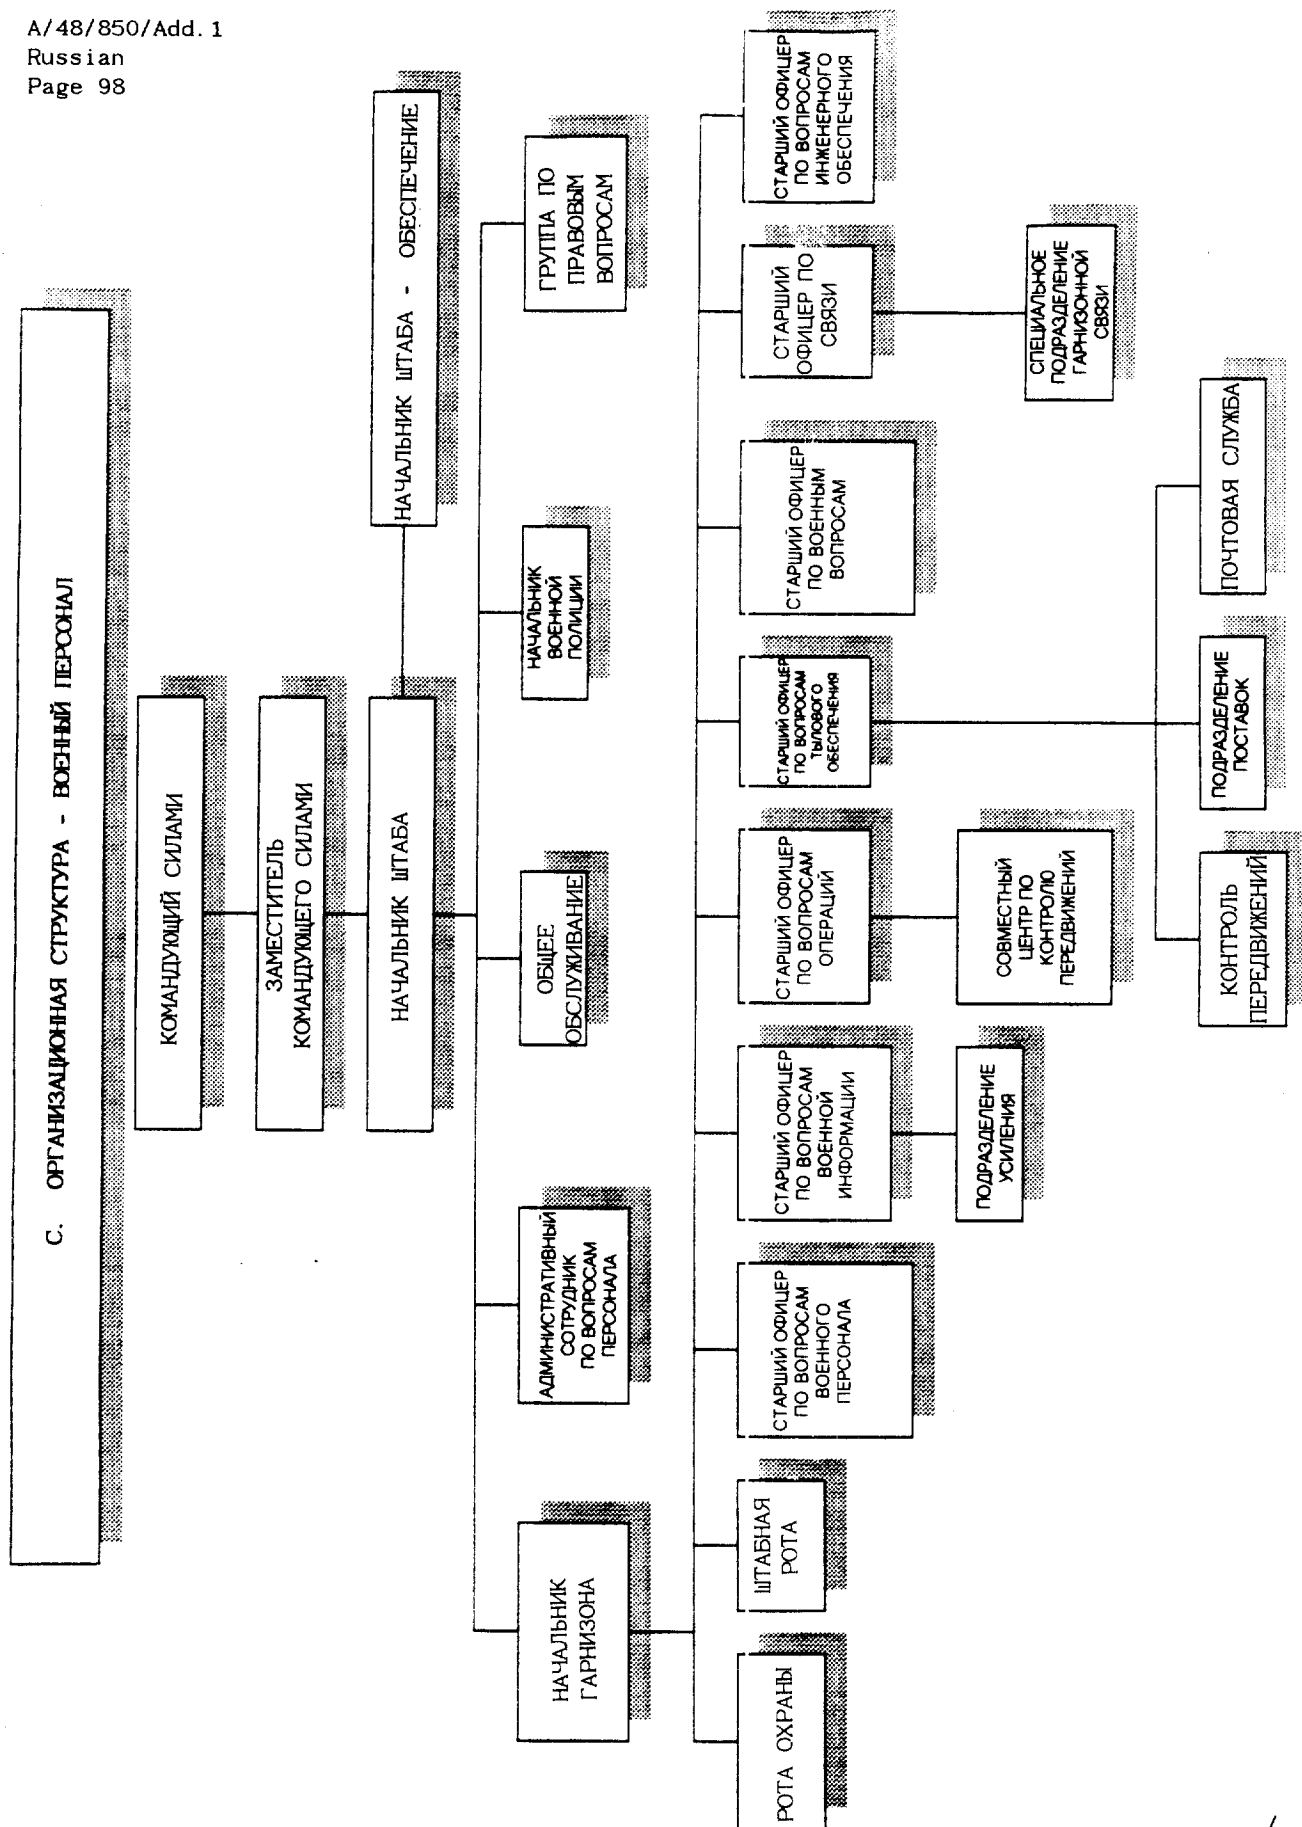 A/48/850/Add.1
Russian
Page 98
C. ОРГАНИЗАЦИОННАЯ СТРУКТУРА - ВОЕННЫЙ ПЕРСОНАЛ
КОМАНДУЮЩИЙ СИЛАМИ
ЗАМЕСТИТЕЛЬ
КОМАНДУЮЩЕГО СИЛАМИ
НАЧАЛЬНИК ШТАБА
НАЧАЛЬНИК ШТАБА - ОБЕСПЕЧЕНИЕ
НАЧАЛЬНИК
ГАРНИЗОНА
АДМИНИСТРАТИВНЫЙ
СОТРУДНИК
ПО ВОПРОСАМ
ПЕРСОНАЛА
ОБЩЕЕ
ОБСЛУЖИВАНИЕ
НАЧАЛЬНИК
ВОЕННОЙ
ПОЛИЦИИ
ГРУППА ПО
ПРАВОВЫМ
ВОПРОСАМ
РОТА ОХРАНЫ
ШТАБНАЯ
РОТА
СТАРШИЙ ОФИЦЕР
ПО ВОПРОСАМ
ВОЕННОГО
ПЕРСОНАЛА
СТАРШИЙ ОФИЦЕР
ПО ВОПРОСАМ
ВОЕННОЙ
ИНФОРМАЦИИ
СТАРШИЙ ОФИЦЕР
ПО ВОПРОСАМ
ОПЕРАЦИЙ
СТАРШИЙ ОФИЦЕР
ПО ВОПРОСАМ
ТЫЛОВОГО
ОБЕСПЕЧЕНИЯ
СТАРШИЙ ОФИЦЕР
ПО ВОЕННЫМ
ВОПРОСАМ
СТАРШИЙ
ОФИЦЕР ПО
СВЯЗИ
СТАРШИЙ ОФИЦЕР
ПО ВОПРОСАМ
ИНЖЕНЕРНОГО
ОБЕСПЕЧЕНИЯ
ПОДРАЗДЕЛЕНИЕ
УСИЛЕНИЯ
СОВМЕСТНЫЙ
ЦЕНТР ПО
КОНТРОЛЮ
ПЕРЕДВИЖЕНИЙ
СПЕЦИАЛЬНОЕ
ПОДРАЗДЕЛЕНИЕ
ГАРНИЗОННОЙ
СВЯЗИ
КОНТРОЛЬ
ПЕРЕДВИЖЕНИЙ
ПОДРАЗДЕЛЕНИЕ
ПОСТАВОК
ПОЧТОВАЯ СЛУЖБА
/